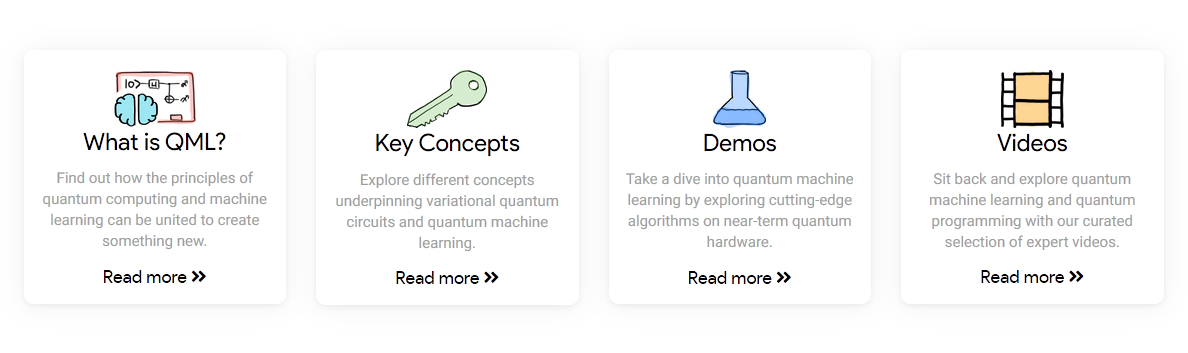 |0>
What is QML?
Find out how the principles of
quantum computing and machine
learning can be united to create
something new.
Read more »
Key Concepts
Explore different concepts
underpinning variational quantum
circuits and quantum machine
learning.
Read more »
Demos
Take a dive into quantum machine
learning by exploring cutting-edge
algorithms on near-term quantum
hardware.
Read more »
Videos
Sit back and explore quantum
machine learning and quantum
programming with our curated
selection of expert videos.
Read more »